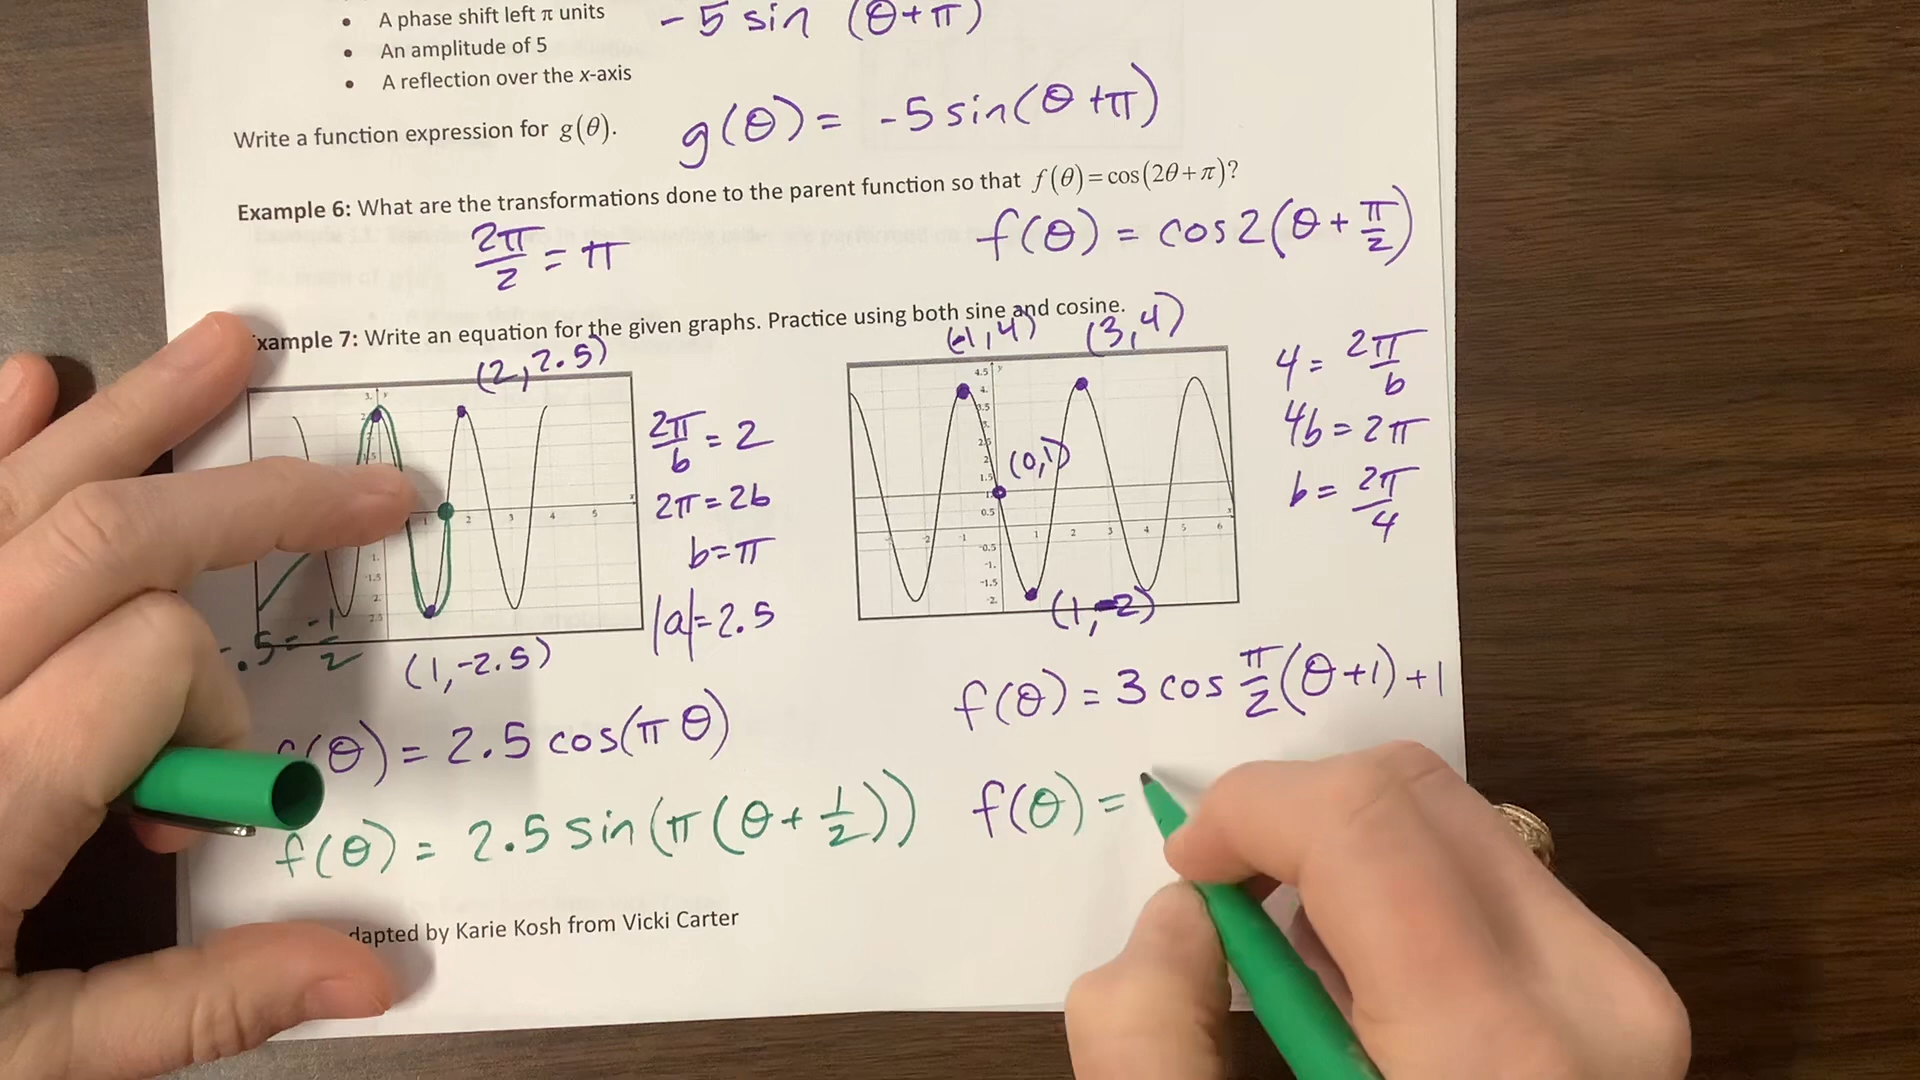 • A phase shift left π units
- 5 sin (θ+π)
• An amplitude of 5
• A reflection over the x-axis
Write a function expression for g(θ).
g(θ) = -5 sin(θ+π)
Example 6: What are the transformations done to the parent function so that f(θ)=cos(2θ+π)?
2π/2 = π
f(θ) = cos 2(θ + π/2)
xample 7: Write an equation for the given graphs. Practice using both sine and cosine.
(2, 2.5)
(-1, 4)
(3, 4)
2π/b = 2
2π = 2b
b = π
|a| = 2.5
(0,1)
4 = 2π/b
4b = 2π
b = 2π/4
-.5 = -1/2
(1, -2.5)
(1, -2)
(θ) = 2.5 cos(π θ)
f(θ) = 3 cos π/2(θ+1)+1
f(θ) = 2.5 sin(π(θ + 1/2))
f(θ) =
dapted by Karie Kosh from Vicki Carter